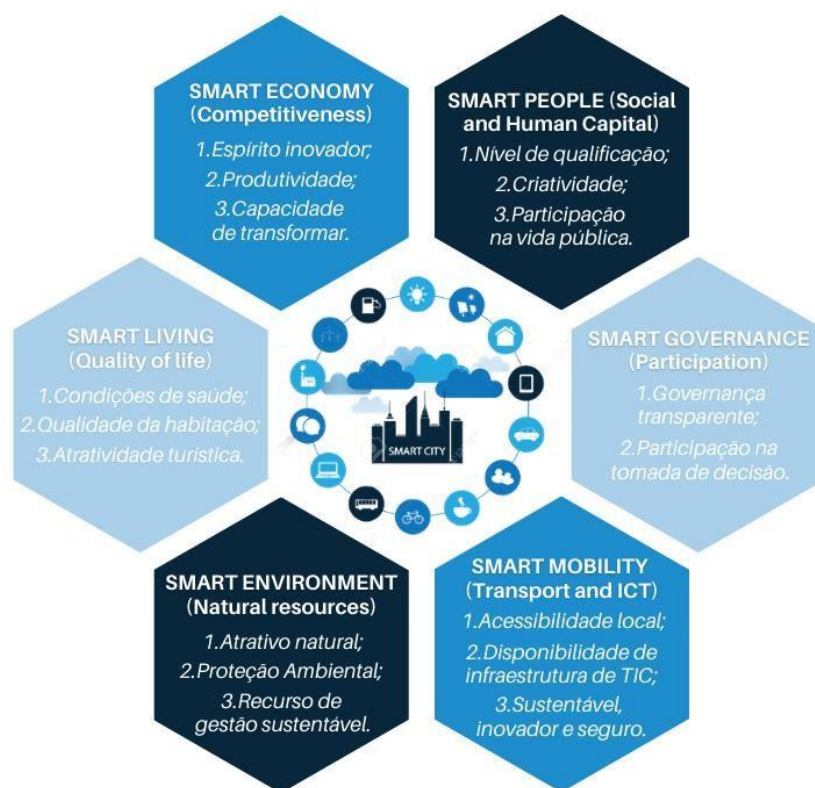 SMART ECONOMY
(Competitiveness)
1.Espírito inovador;
2.Produtividade;
3.Capacidade
de transformar.
SMART PEOPLE (Social
and Human Capital)
1.Nível de qualificação;
2.Criatividade;
3.Participação
na vida pública.
SMART LIVING
(Quality of life)
1.Condições de saúde;
2.Qualidade da habitação;
3.Atratividade turística.
SMART CITY
SMART GOVERNANCE
(Participation)
1.Governança
transparente;
2.Participação na
tomada de decisão.
SMART ENVIRONMENT
(Natural resources)
1.Atrativo natural;
2.Proteção Ambiental;
3.Recurso de
gestão sustentável.
SMART MOBILITY
(Transport and ICT)
1.Acessibilidade local;
2.Disponibilidade de
infraestrutura de TIC;
3.Sustentável,
inovador e seguro.